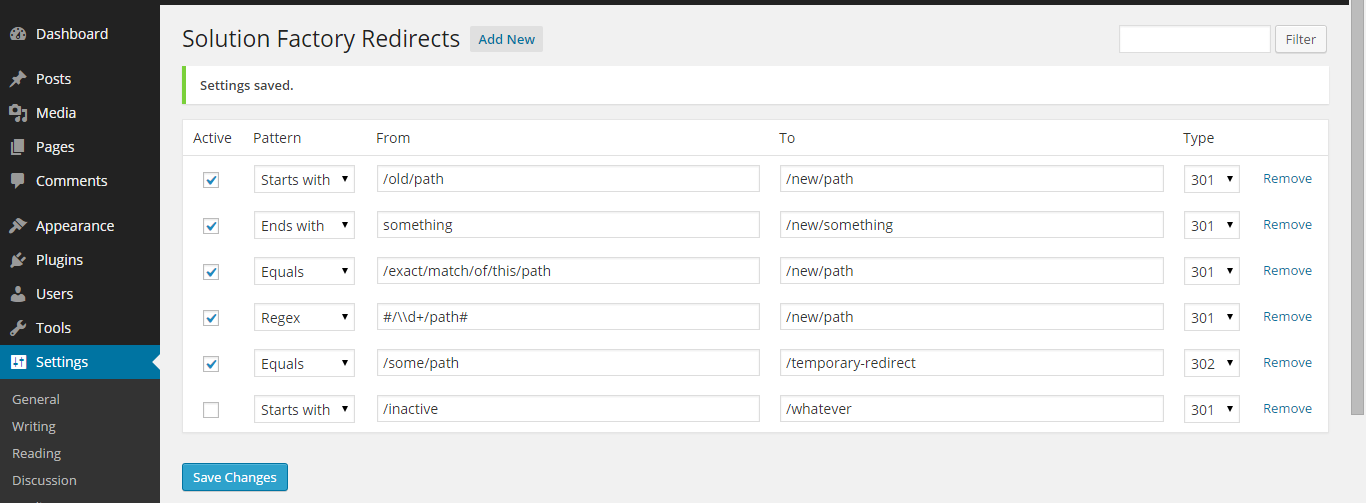 Dashboard
Posts
Media
Pages
Comments
Appearance
Plugins
Users
Tools
Settings
General
Writing
Reading
Discussion
Solution Factory Redirects Add New Filter
Settings saved.
Active Pattern From To Type
Starts with /old/path /new/path 301 Remove
Ends with something /new/something 301 Remove
Equals /exact/match/of/this/path /new/path 301 Remove
Regex #/\\d+/path# /new/path 301 Remove
Equals /some/path /temporary-redirect 302 Remove
Starts with /inactive /whatever 301 Remove
Save Changes